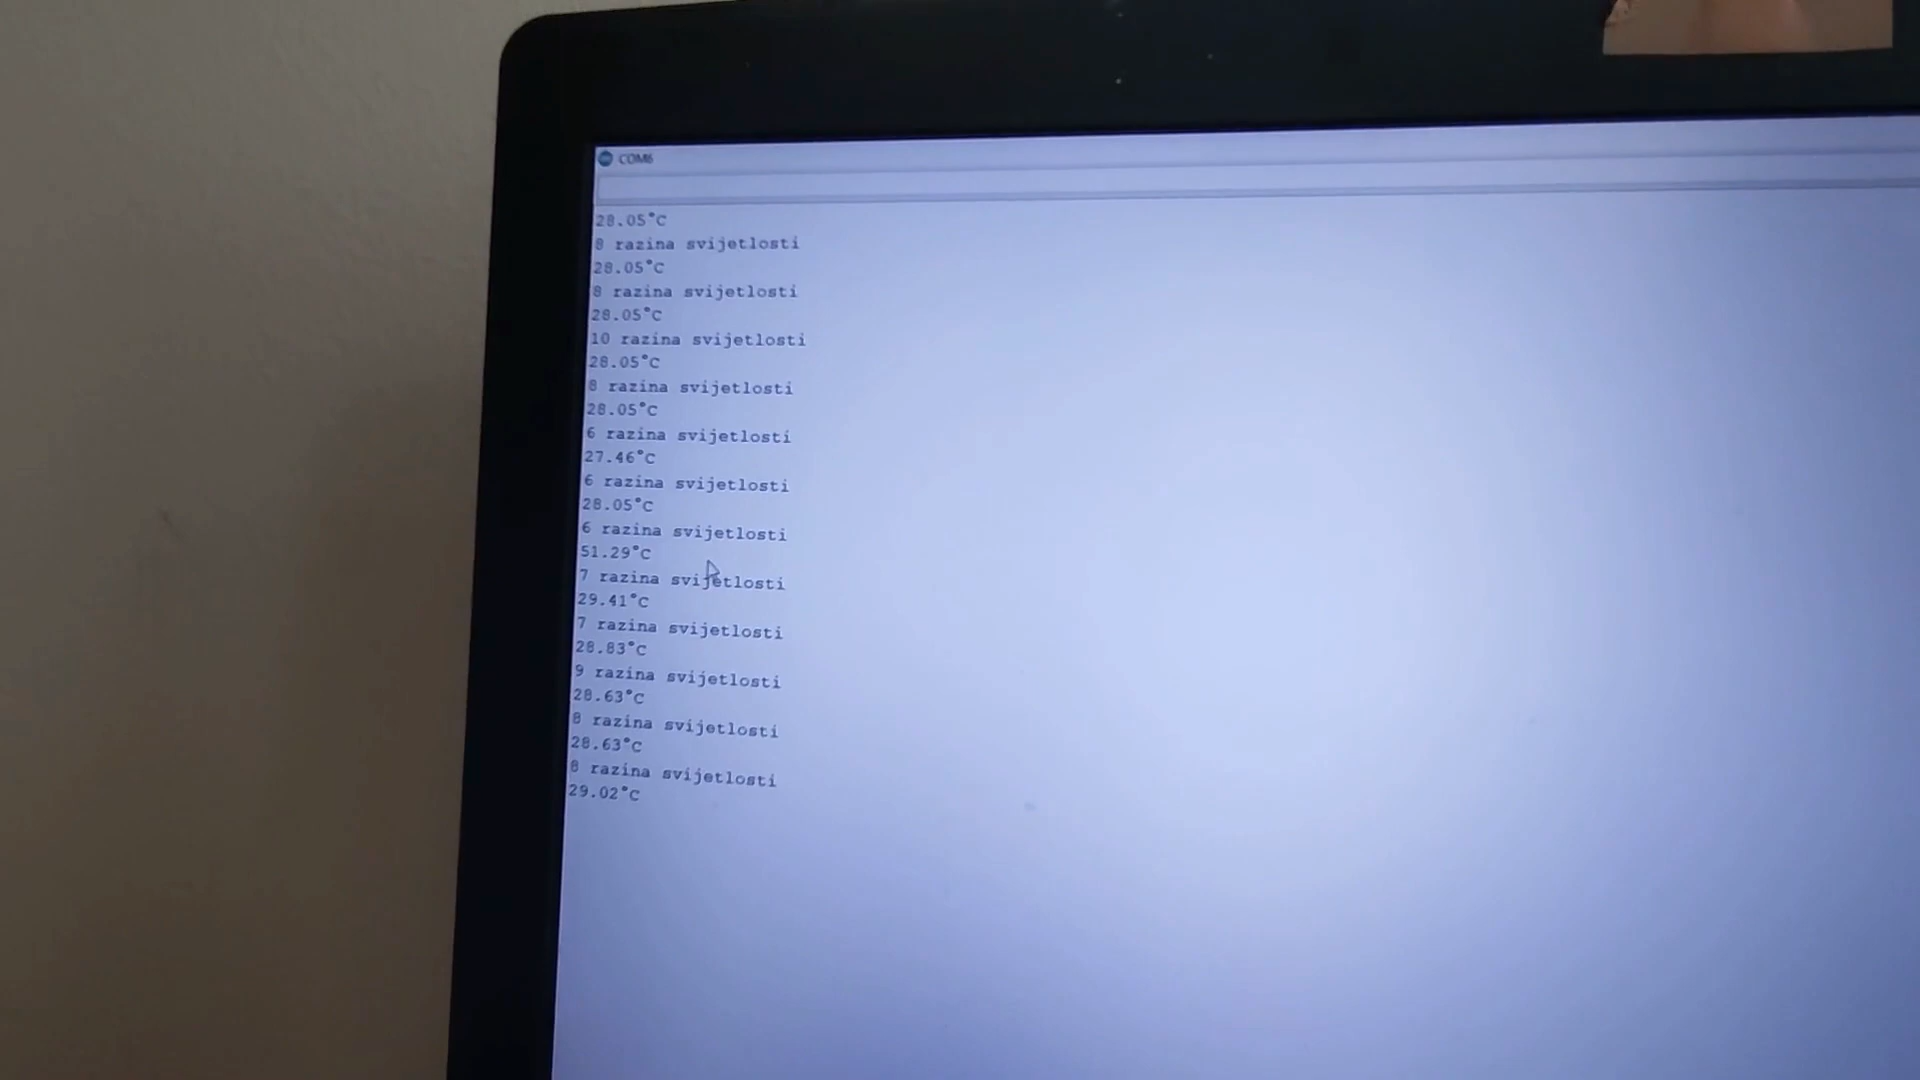 COM6
28.05°C
8 razina svijetlosti
28.05°C
8 razina svijetlosti
28.05°C
10 razina svijetlosti
28.05°C
8 razina svijetlosti
28.05°C
6 razina svijetlosti
27.46°C
6 razina svijetlosti
28.05°C
6 razina svijetlosti
51.29°C
7 razina svijetlosti
29.41°C
7 razina svijetlosti
28.83°C
9 razina svijetlosti
28.63°C
8 razina svijetlosti
28.63°C
8 razina svijetlosti
29.02°C